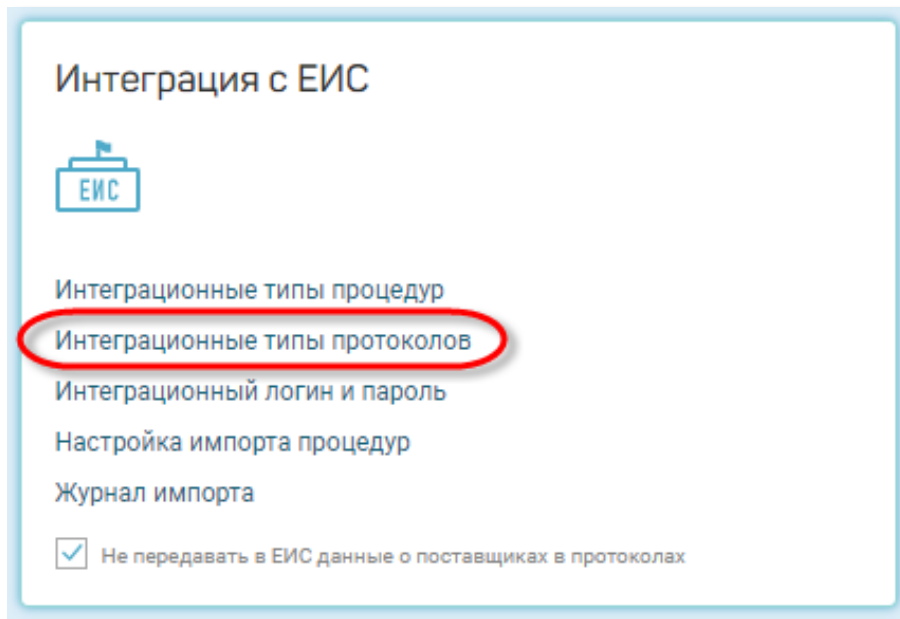 Интеграция с ЕИС
ЕИС
Интеграционные типы процедур
Интеграционные типы протоколов
Интеграционный логин и пароль
Настройка импорта процедур
Журнал импорта
Не передавать в ЕИС данные о поставщиках в протоколах